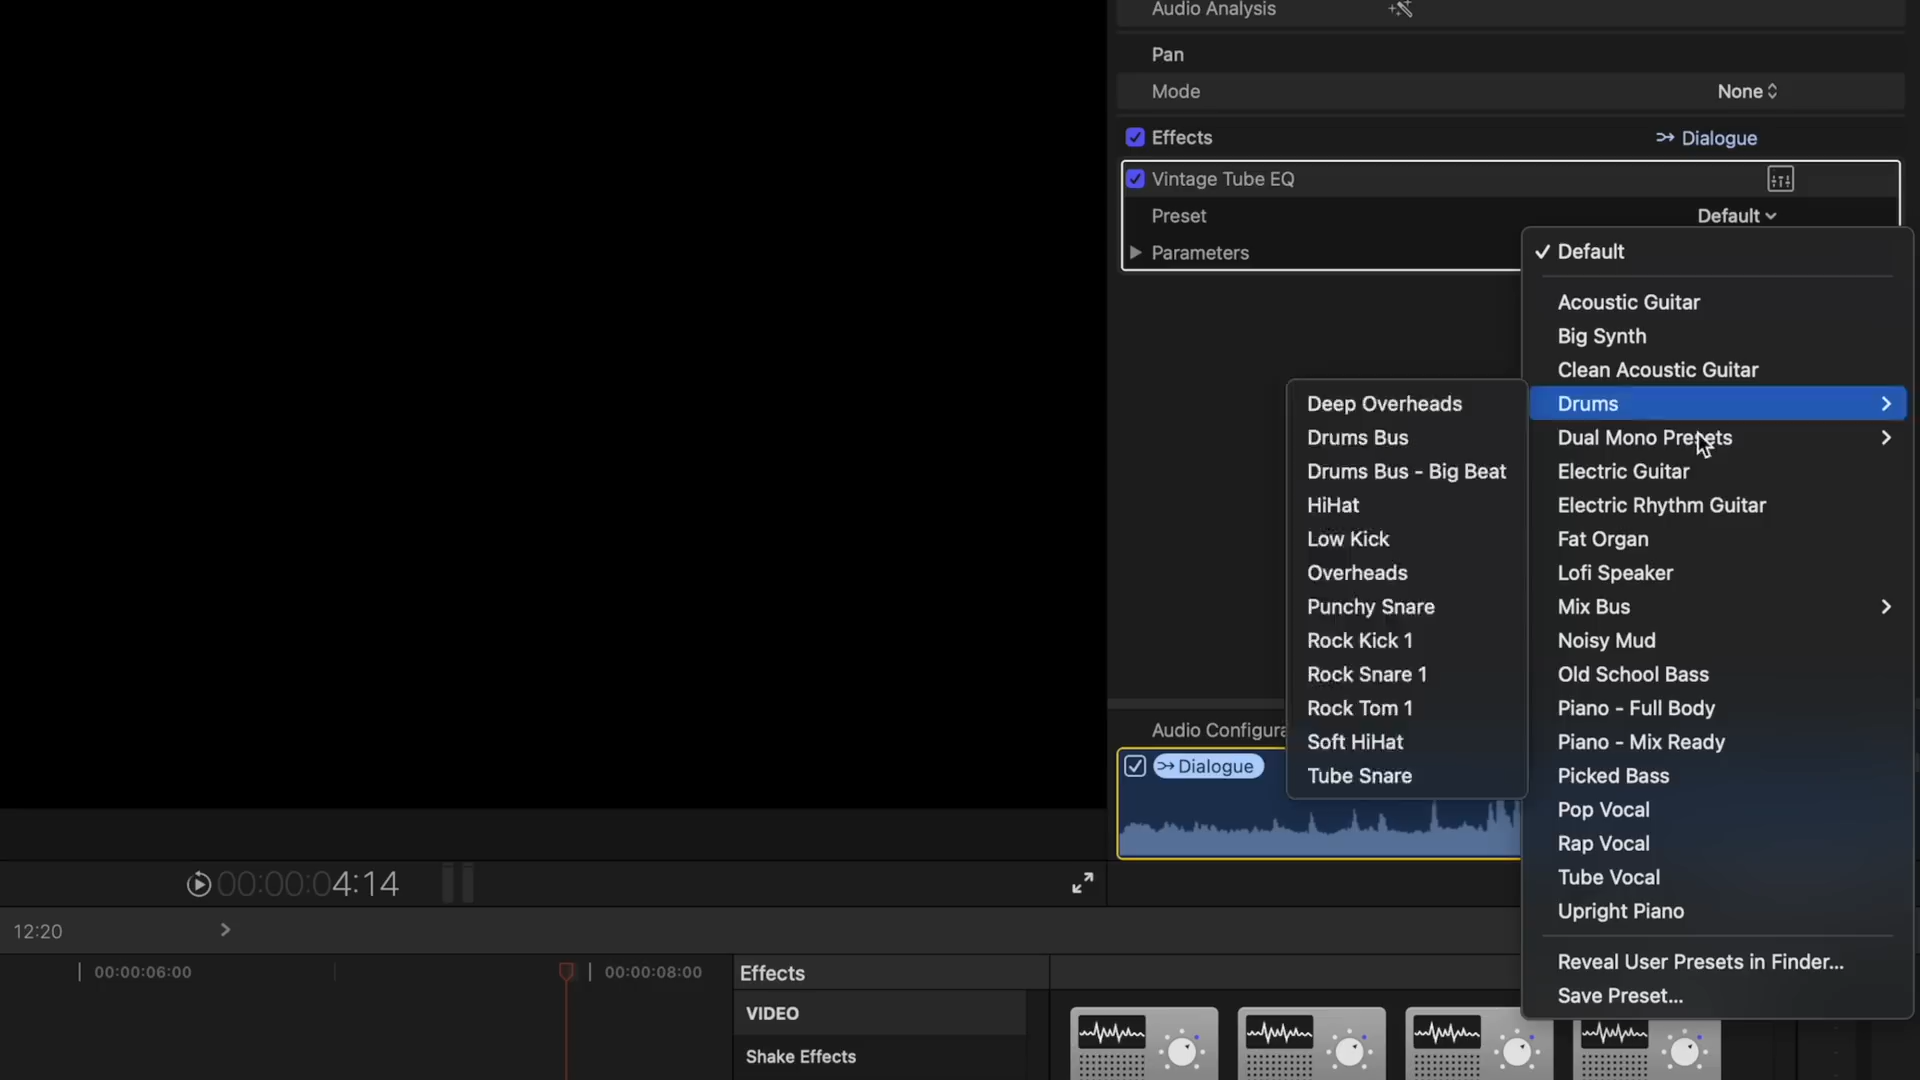 Audio Analysis
Pan
Mode
None
Effects
Dialogue
Vintage Tube EQ
Preset
Default
Parameters
Default
Acoustic Guitar
Big Synth
Clean Acoustic Guitar
Drums
Dual Mono Presets
Electric Guitar
Electric Rhythm Guitar
Fat Organ
Lofi Speaker
Mix Bus
Noisy Mud
Old School Bass
Piano - Full Body
Piano - Mix Ready
Picked Bass
Pop Vocal
Rap Vocal
Tube Vocal
Upright Piano
Reveal User Presets in Finder...
Save Preset...
Deep Overheads
Drums Bus
Drums Bus - Big Beat
HiHat
Low Kick
Overheads
Punchy Snare
Rock Kick 1
Rock Snare 1
Rock Tom 1
Soft HiHat
Tube Snare
Audio Configura
Dialogue
00:00:04:14
12:20
00:00:06:00
00:00:08:00
Effects
VIDEO
Shake Effects